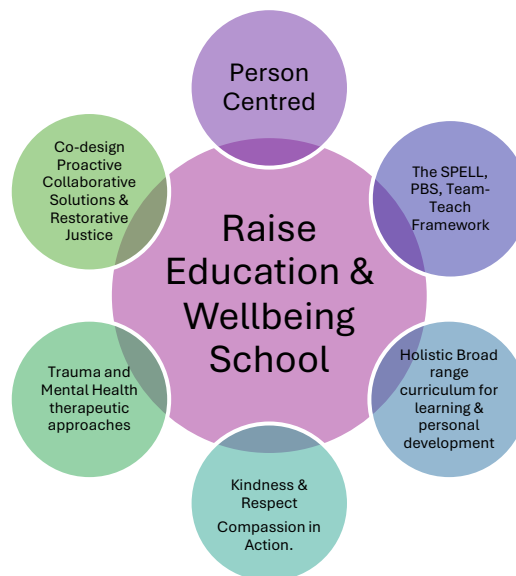 Person
Centred
Co-design
Proactive
Collaborative
Solutions &
Restorative
Justice
The SPELL,
PBS, Team-
Teach
Framework
Raise
Education &
Wellbeing
School
Trauma and
Mental Health
therapeutic
approaches
Holistic Broad
range
curriculum for
learning &
personal
development
Kindness &
Respect
Compassion in
Action.